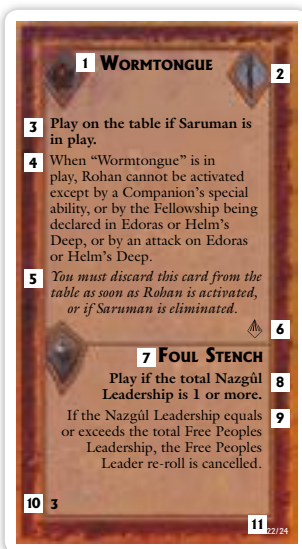 1 WORMTONGUE
2
3 Play on the table if Saruman is
in play.
4 When “Wormtongue” is in
play, Rohan cannot be activated
except by a Companion’s special
ability, or by the Fellowship being
declared in Edoras or Helm’s
Deep, or by an attack on Edoras
or Helm’s Deep.
5 You must discard this card from the
table as soon as Rohan is activated,
or if Saruman is eliminated.
6
7 FOUL STENCH
Play if the total Nazgûl 8
Leadership is 1 or more.
If the Nazgûl Leadership equals 9
or exceeds the total Free Peoples
Leadership, the Free Peoples
Leader re-roll is cancelled.
10 3
11 22/24